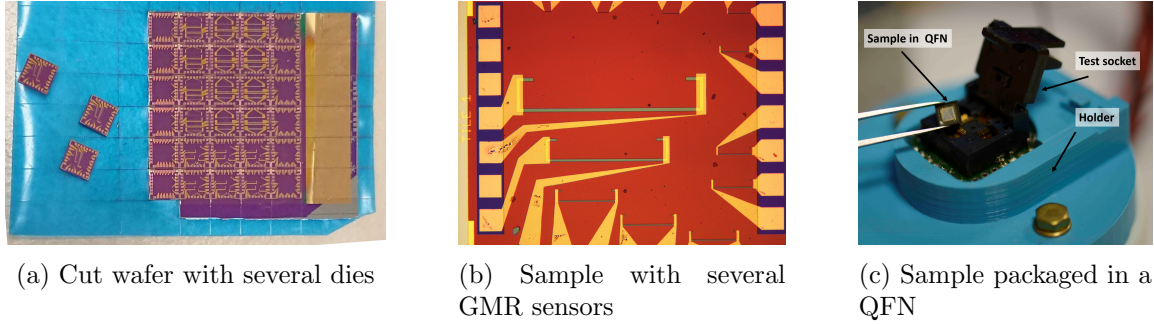 Sample in QFN
Test socket
Holder
(a) Cut wafer with several dies
(b) Sample with several
GMR sensors
(c) Sample packaged in a
QFN